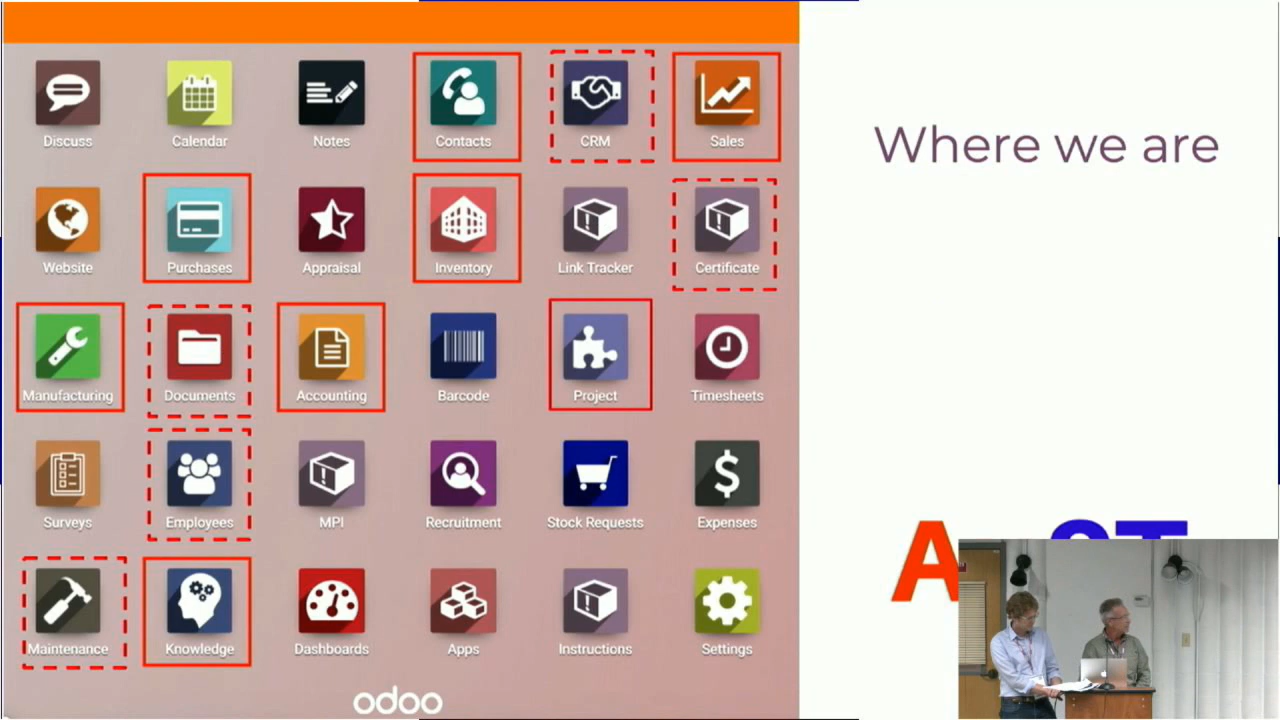 Discuss Calendar Notes Contacts CRM Sales
Where we are
Website Purchases Appraisal Inventory Link Tracker Certificate
Manufacturing Documents Accounting Barcode Project Timesheets
Surveys Employees MPI Recruitment Stock Requests Expenses
Maintenance Knowledge Dashboards Apps Instructions Settings
odoo